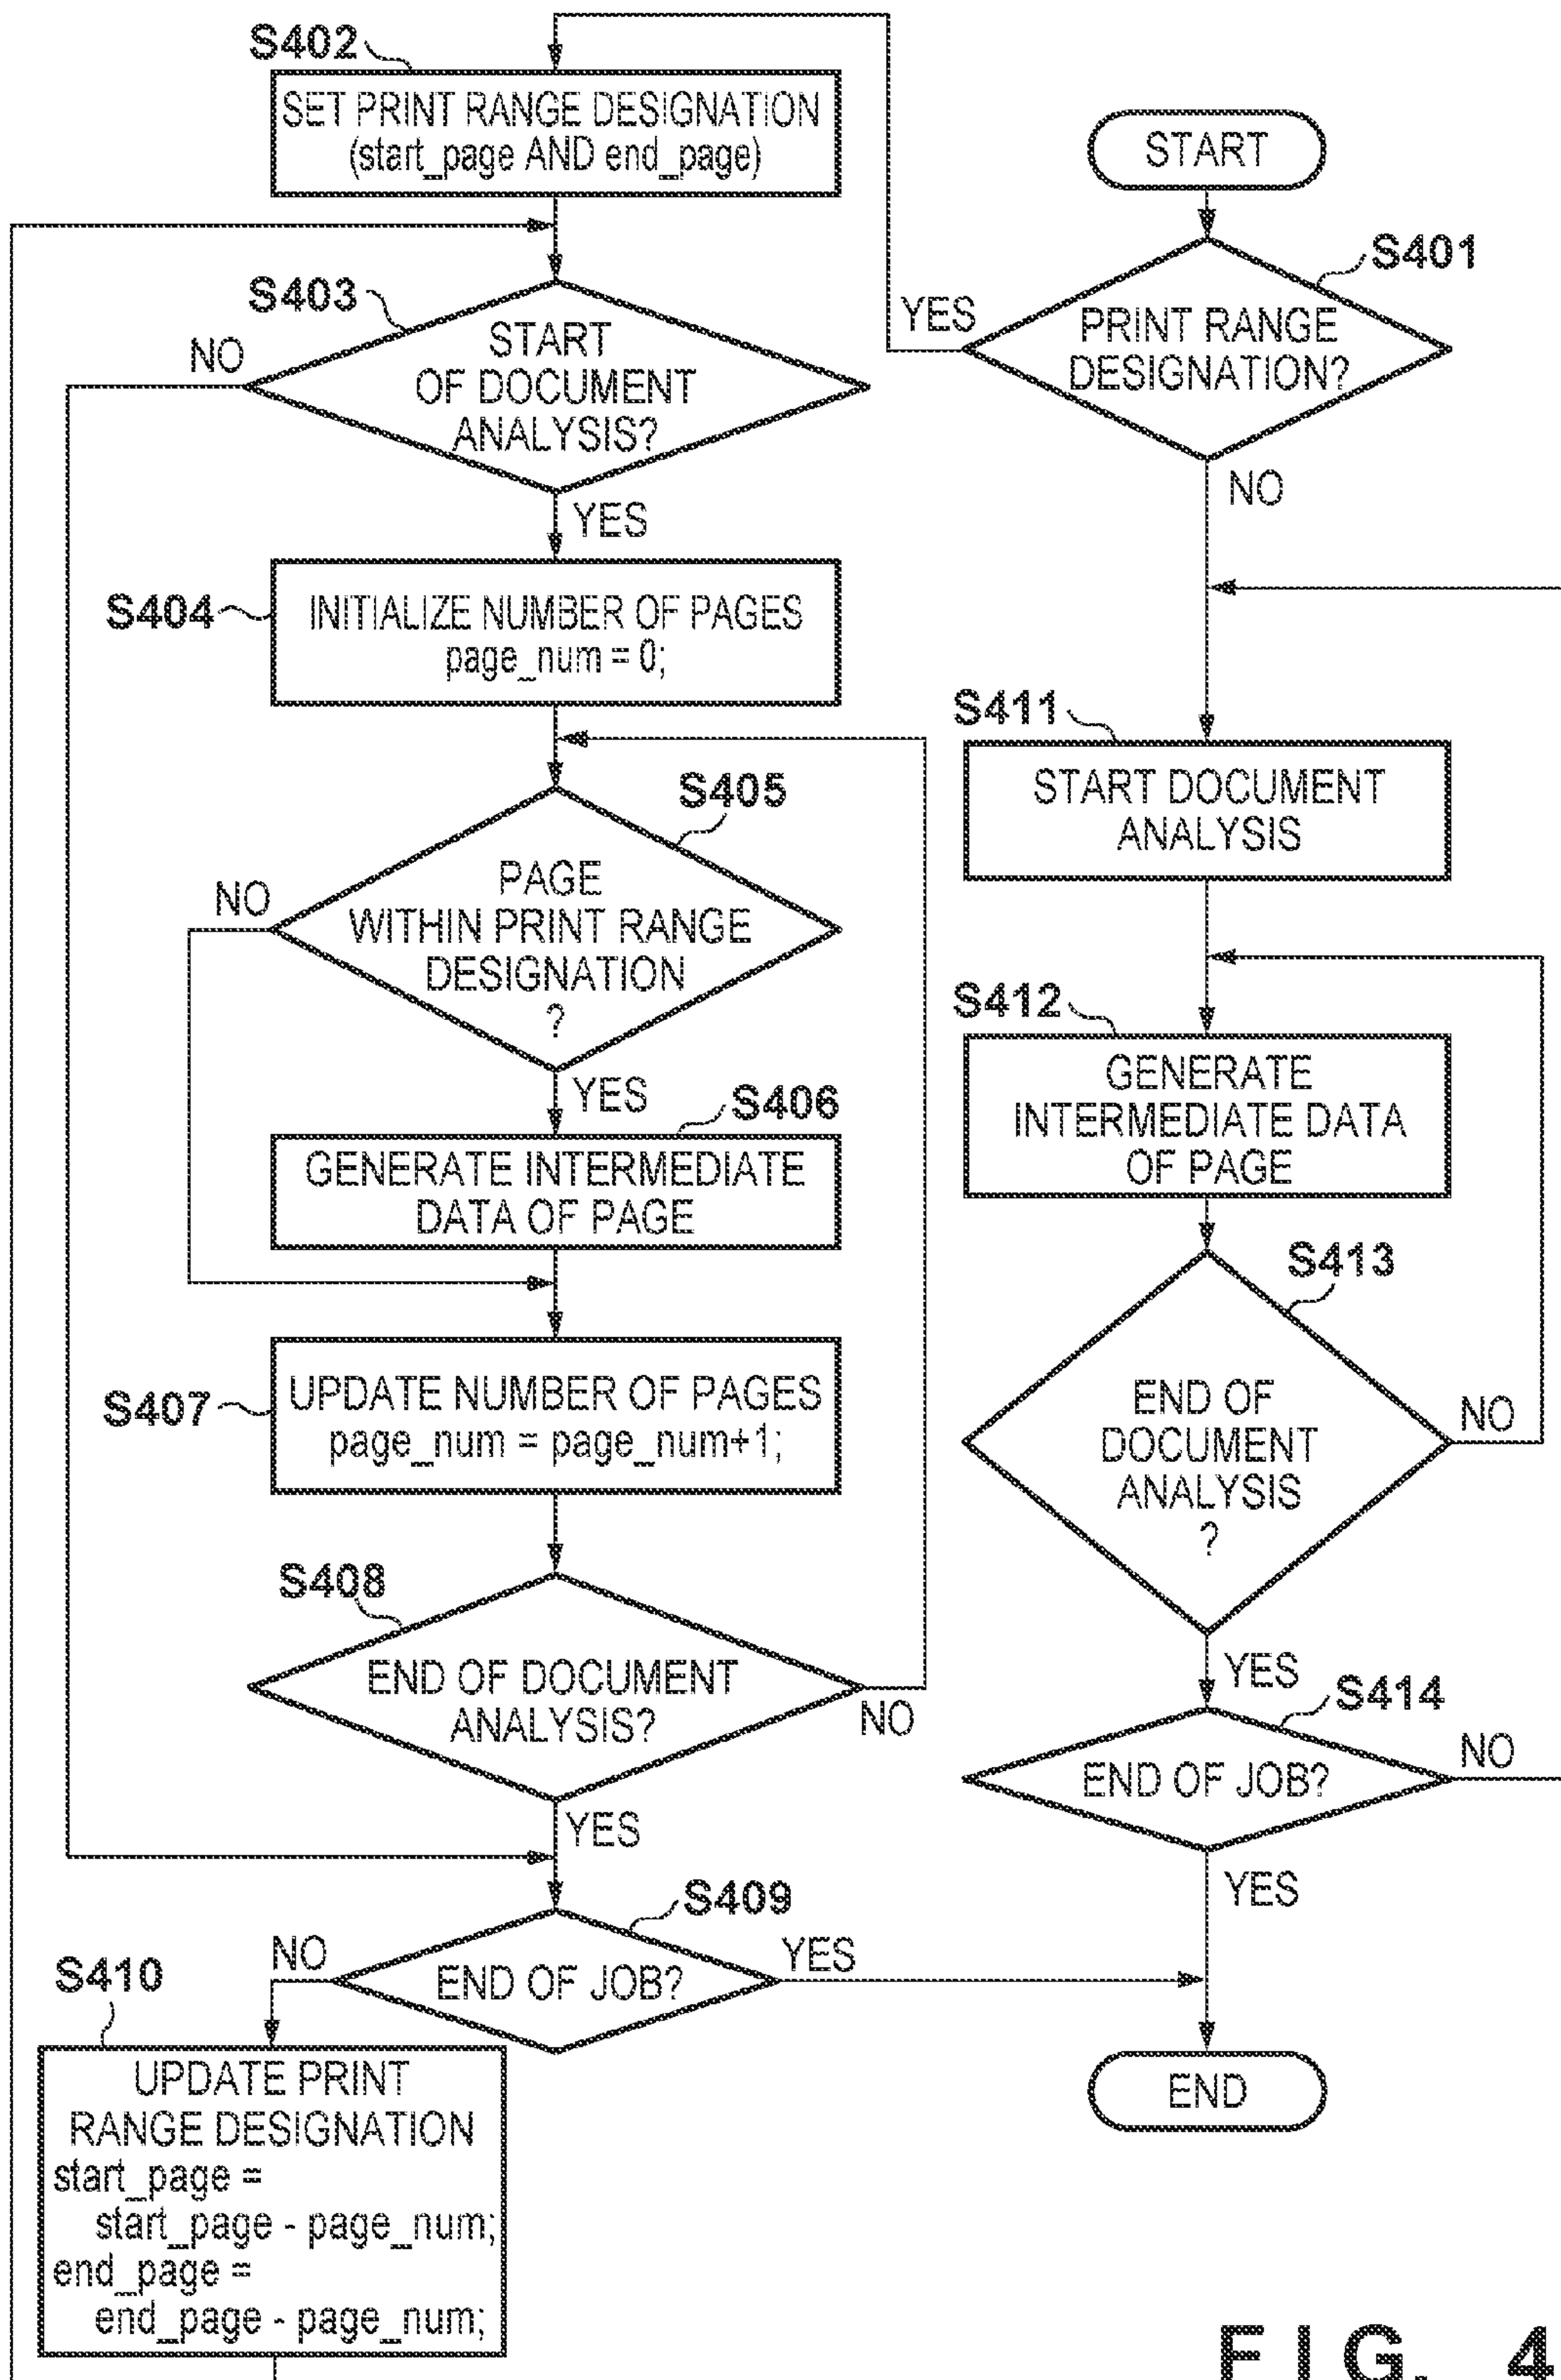 START
S401
PRINT RANGE
DESIGNATION?
YES
NO
S402
SET PRINT RANGE DESIGNATION
(start_page AND end_page)
S403
START
OF DOCUMENT
ANALYSIS?
NO
YES
S404
INITIALIZE NUMBER OF PAGES
page_num = 0;
S405
PAGE
WITHIN PRINT RANGE
DESIGNATION
?
NO
YES
S406
GENERATE INTERMEDIATE
DATA OF PAGE
S407
UPDATE NUMBER OF PAGES
page_num = page_num+1;
S408
END OF DOCUMENT
ANALYSIS?
NO
YES
S409
END OF JOB?
NO
YES
S410
UPDATE PRINT
RANGE DESIGNATION
start_page =
start_page - page_num;
end_page =
end_page - page_num;
S411
START DOCUMENT
ANALYSIS
S412
GENERATE
INTERMEDIATE DATA
OF PAGE
S413
END OF
DOCUMENT
ANALYSIS
?
NO
YES
S414
END OF JOB?
NO
YES
END
FIG. 4